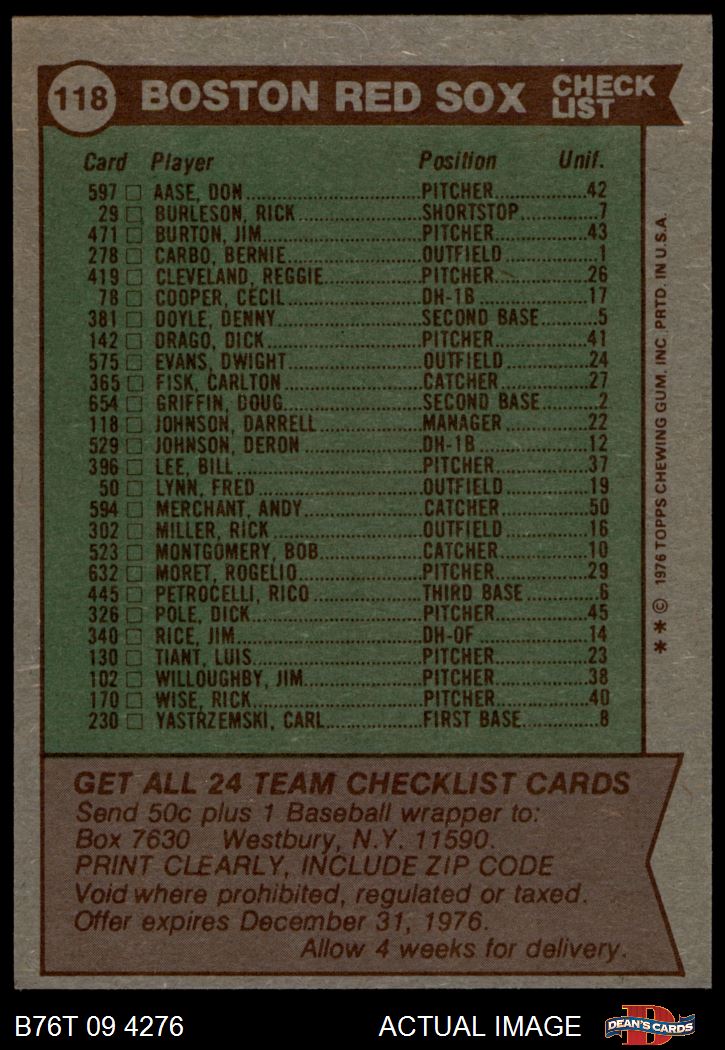 118 BOSTON RED SOX CHECK LIST
Card Player Position Unif.
597 □ AASE, DON PITCHER 42
29 □ BURLESON, RICK SHORTSTOP 7
471 □ BURTON, JIM PITCHER 43
278 □ CARBO, BERNIE OUTFIELD 1
419 □ CLEVELAND, REGGIE PITCHER 26
78 □ COOPER, CECIL DH-1B 17
381 □ DOYLE, DENNY SECOND BASE 5
142 □ DRAGO, DICK PITCHER 41
575 □ EVANS, DWIGHT OUTFIELD 24
365 □ FISK, CARLTON CATCHER 27
654 □ GRIFFIN, DOUG SECOND BASE 2
118 □ JOHNSON, DARRELL MANAGER 22
529 □ JOHNSON, DERON DH-1B 12
396 □ LEE, BILL PITCHER 37
50 □ LYNN, FRED OUTFIELD 19
594 □ MERCHANT, ANDY CATCHER 50
302 □ MILLER, RICK OUTFIELD 16
523 □ MONTGOMERY, BOB CATCHER 10
632 □ MORET, ROGELIO PITCHER 29
445 □ PETROCELLI, RICO THIRD BASE 6
326 □ POLE, DICK PITCHER 45
340 □ RICE, JIM DH-OF 14
130 □ TIANT, LUIS PITCHER 23
102 □ WILLOUGHBY, JIM PITCHER 38
170 □ WISE, RICK PITCHER 40
230 □ YASTRZEMSKI, CARL FIRST BASE 8
* * © 1976 TOPPS CHEWING GUM, INC. PRTD. IN U.S.A.
GET ALL 24 TEAM CHECKLIST CARDS
Send 50c plus 1 Baseball wrapper to:
Box 7630 Westbury, N.Y. 11590.
PRINT CLEARLY, INCLUDE ZIP CODE
Void where prohibited, regulated or taxed.
Offer expires December 31, 1976.
Allow 4 weeks for delivery.
B76T 09 4276 ACTUAL IMAGE DEAN'S CARDS